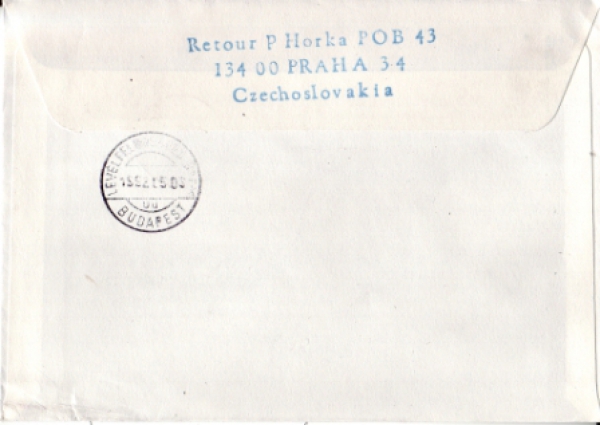 Retour P Horka POB 43
134 00 PRAHA 3-4
Czechoslovakia
BUDAPEST